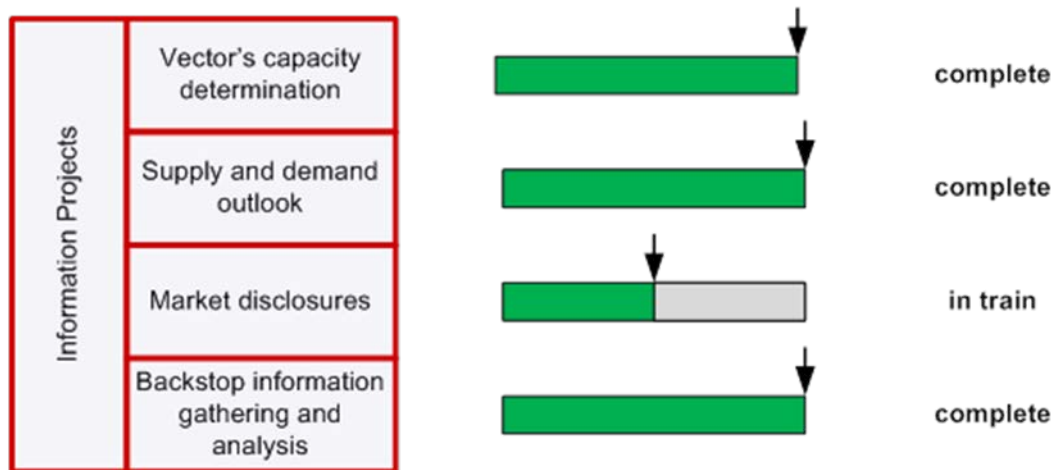 Information Projects
Vector's capacity
determination
complete
Supply and demand
outlook
complete
Market disclosures
in train
Backstop information
gathering and
analysis
complete